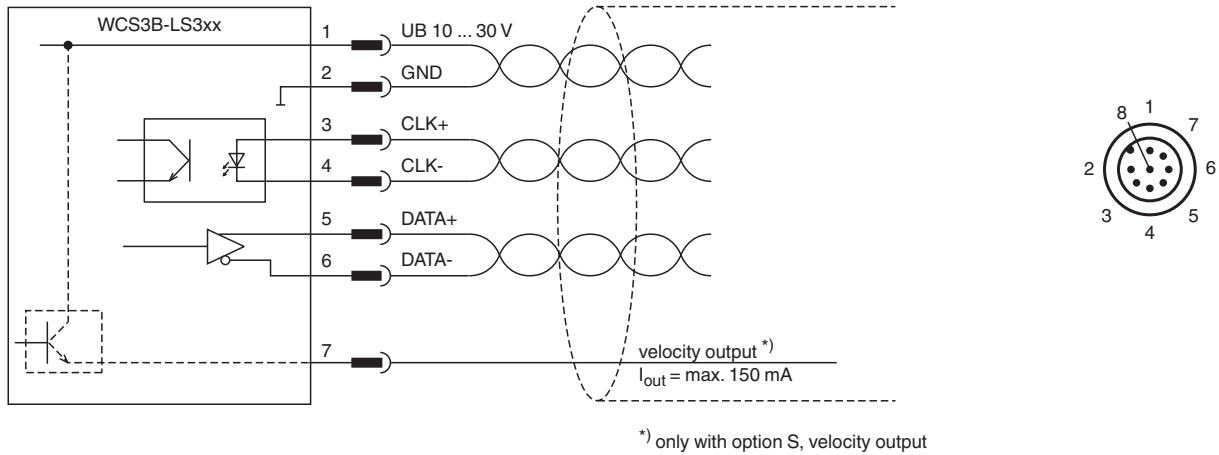 WCS3B-LS3xx
1 UB 10 ... 30 V
2 GND
3 CLK+
4 CLK-
5 DATA+
6 DATA-
7 velocity output *)
Iout = max. 150 mA
*) only with option S, velocity output
8 1 7
2 6
3 5
4